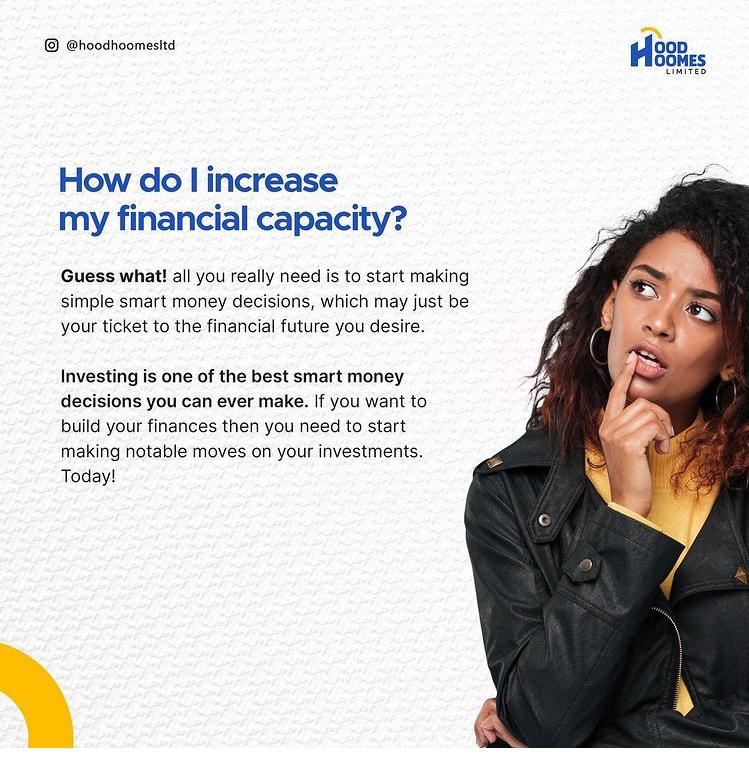 @hoodhoomesltd
HOOD
HOOMES
LIMITED
How do I increase
my financial capacity?
Guess what! all you really need is to start making
simple smart money decisions, which may just be
your ticket to the financial future you desire.
Investing is one of the best smart money
decisions you can ever make. If you want to
build your finances then you need to start
making notable moves on your investments.
Today!